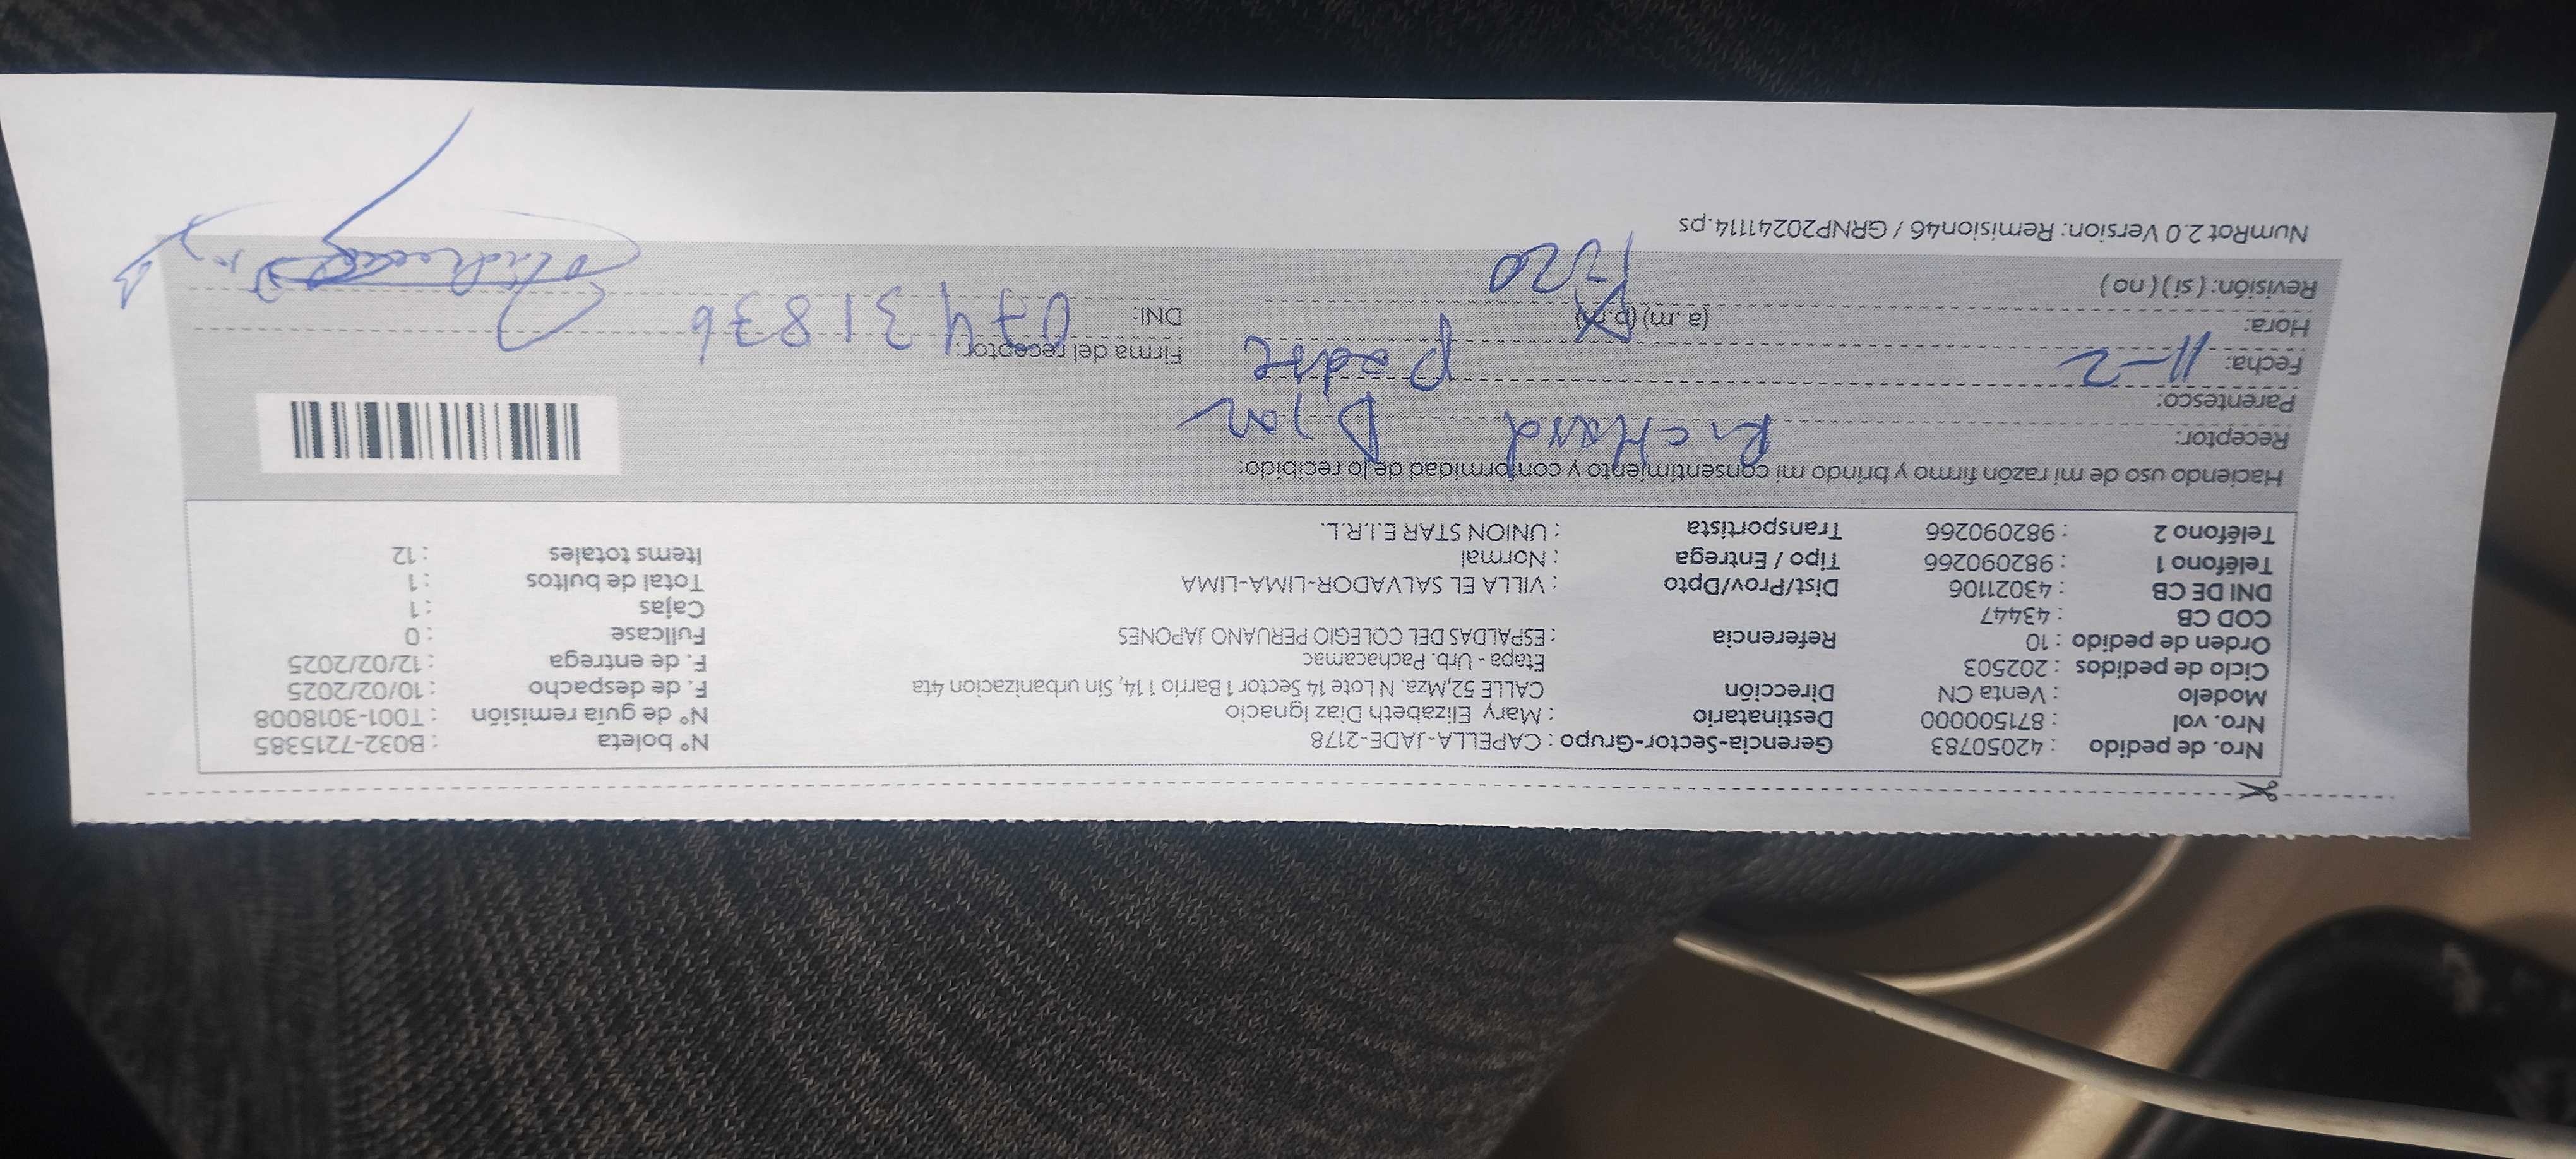 Nro. de pedido : 42050783 Gerencia-Sector-Grupo : CAPELLA-JADE-2178 N° boleta : B032-7215385
Nro. vol : 871500000 Destinatario : Mary Elizabeth Diaz Ignacio N° de guía remisión : T001-3018008
Modelo : Venta CN Dirección CALLE 52,Mza. N Lote 14 Sector 1 Barrio 1 14, Sin urbanizacion 4ta F. de despacho : 10/02/2025
Ciclo de pedidos : 202503 Etapa - Urb. Pachacamac F. de entrega : 12/02/2025
Orden de pedido : 10 Referencia : ESPALDAS DEL COLEGIO PERUANO JAPONES Fullcase : 0
COD CB : 43447 Cajas : 1
DNI DE CB : 43021106 Dist/Prov/Dpto : VILLA EL SALVADOR-LIMA-LIMA Total de bultos : 1
Teléfono 1 : 982090266 Tipo / Entrega : Normal Items totales : 12
Teléfono 2 : 982090266 Transportista : UNION STAR E.I.R.L.
Haciendo uso de mi razón firmo y brindo mi consentimiento y conformidad de lo recibido:
Receptor: Richard
Parentesco: Padre
Fecha: 11-2 Firma del receptor:
Hora: (a. m) (p.m) DNI: 07431836
Revisión: ( si ) ( no )
NumRot 2.0 Version: Remision46 / GRNP20241114.ps